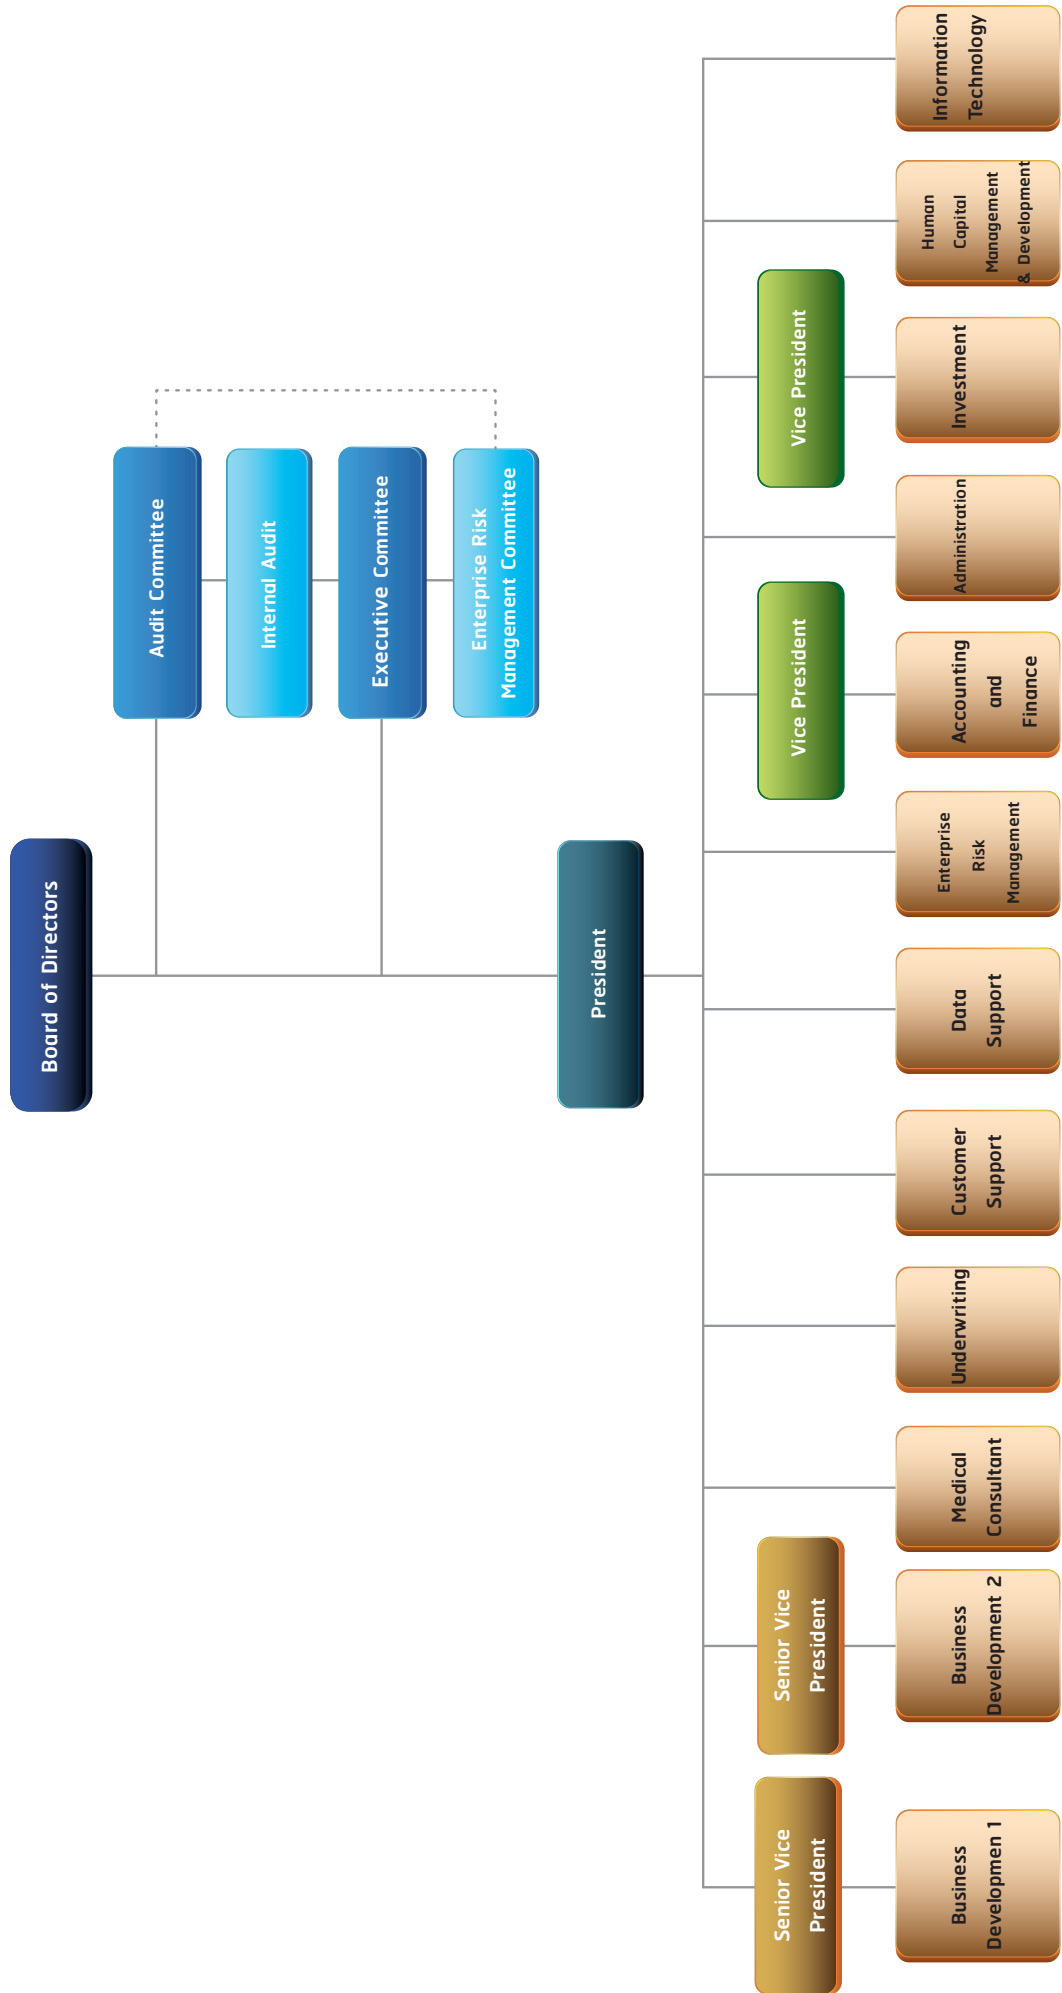 Board of Directors
Audit Committee
Internal Audit
Executive Committee
Enterprise Risk
Management Committee
President
Senior Vice
President
Senior Vice
President
Vice President
Vice President
Business
Developmen 1
Business
Development 2
Medical
Consultant
Underwriting
Customer
Support
Data
Support
Enterprise
Risk
Management
Accounting
and
Finance
Administration
Investment
Human
Capital
Management
& Development
Information
Technology